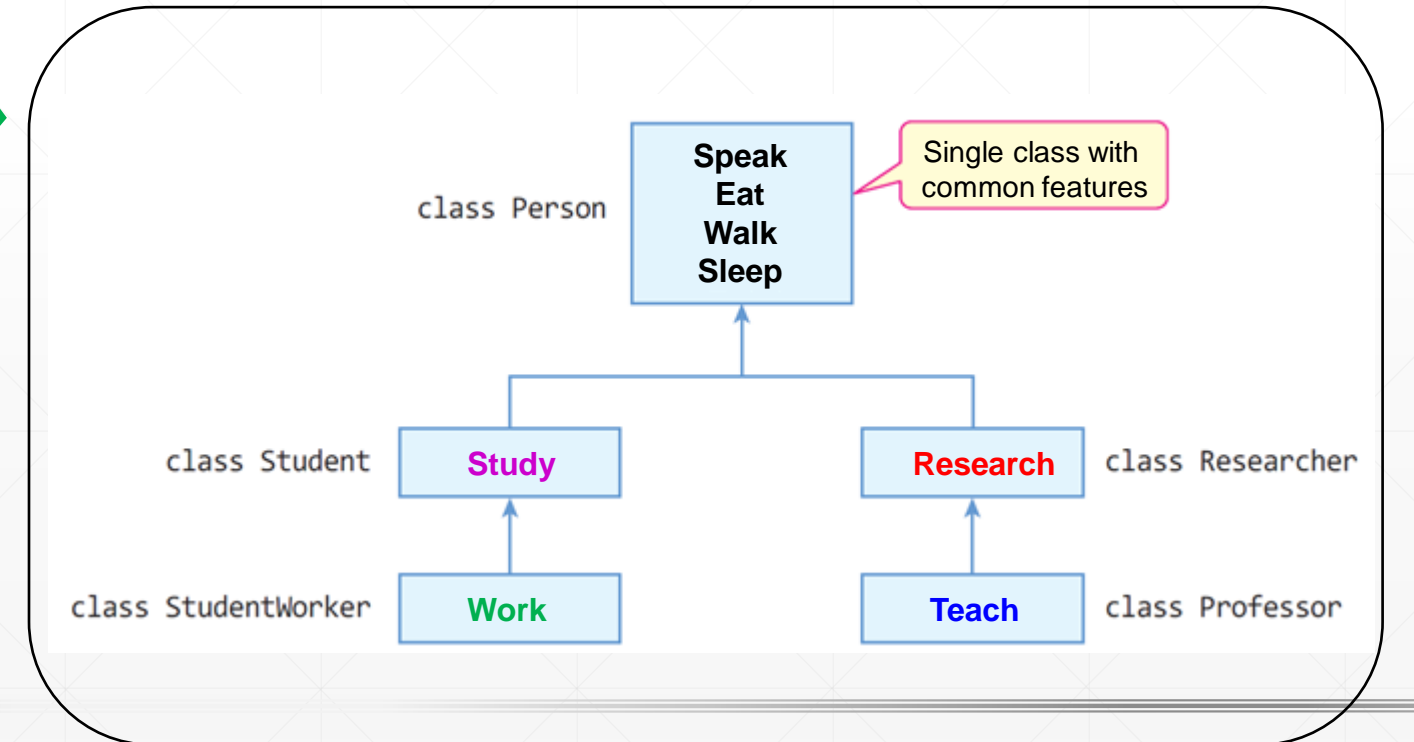 Speak
Eat
Walk
Sleep
class Person
Single class with
common features
class Student
Study
Research
class Researcher
class StudentWorker
Work
Teach
class Professor